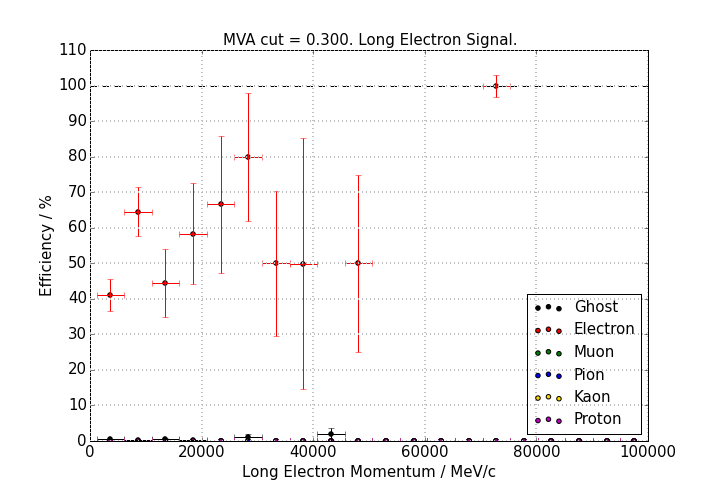 MVA cut = 0.300. Long Electron Signal.
110
100
90
80
70
60
50
40
30
20
10
0
Efficiency / %
Ghost
Electron
Muon
Pion
Kaon
Proton
0 20000 40000 60000 80000 100000
Long Electron Momentum / MeV/c